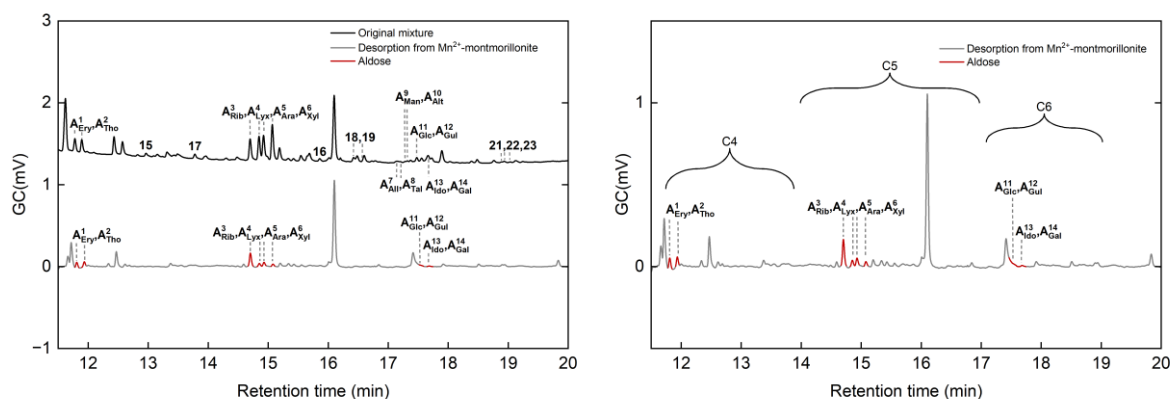 3
2
1
0
−1
GC(mV)
12
13
14
15
16
17
18
19
20
Retention time (min)
Original mixture
Desorption from Mn²⁺-montmorillonite
Aldose
A¹Ery,A²Tho
15
17
A³Rib,A⁴Lyx,A⁵Ara,A⁶Xyl
16
18,19
A⁹Man,A¹⁰Alt
A¹¹Glc,A¹²Gul
21,22,23
A⁷All,A⁸Tal
A¹³Ido,A¹⁴Gal
A¹Ery,A²Tho
A³Rib,A⁴Lyx,A⁵Ara,A⁶Xyl
A¹¹Glc,A¹²Gul
A¹³Ido,A¹⁴Gal
1
0
GC(mV)
12
13
14
15
16
17
18
19
20
Retention time (min)
Desorption from Mn²⁺-montmorillonite
Aldose
C4
C5
C6
A¹Ery,A²Tho
A³Rib,A⁴Lyx,A⁵Ara,A⁶Xyl
A¹¹Glc,A¹²Gul
A¹³Ido,A¹⁴Gal